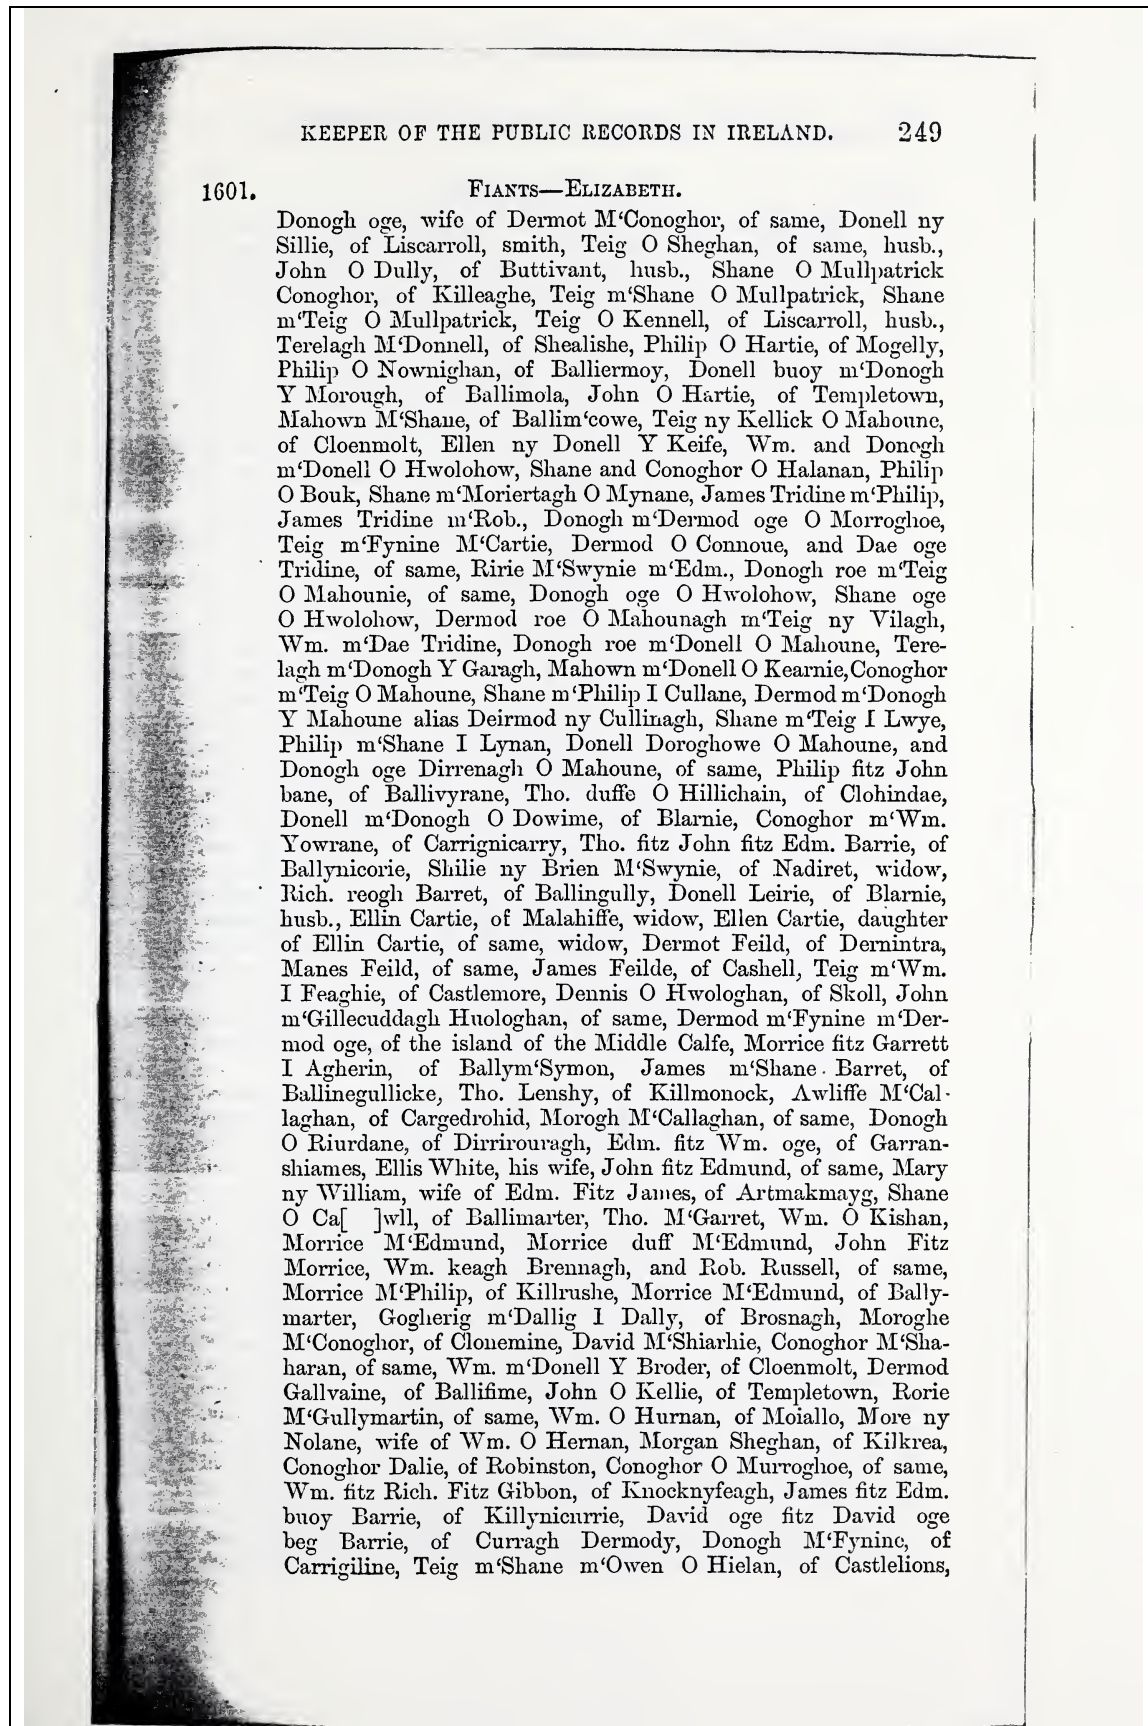 KEEPER OF THE PUBLIC RECORDS IN IRELAND. 249
1601. FIANTS—ELIZABETH.
Donogh oge, wife of Dermot M‘Conoghor, of same, Donell ny
Sillie, of Liscarroll, smith, Teig O Sheghan, of same, husb.,
John O Dully, of Buttivant, husb., Shane O Mullpatrick
Conoghor, of Killeaghe, Teig m‘Shane O Mullpatrick, Shane
m‘Teig O Mullpatrick, Teig O Kennell, of Liscarroll, husb.,
Terelagh M‘Donnell, of Shealishe, Philip O Hartie, of Mogelly,
Philip O Nownighan, of Balliermoy, Donell buoy m‘Donogh
Y Morough, of Ballimola, John O Hartie, of Templetown,
Mahown M‘Shane, of Ballim‘cowe, Teig ny Kellick O Mahoune,
of Cloenmolt, Ellen ny Donell Y Keife, Wm. and Donogh
m‘Donell O Hwolohow, Shane and Conoghor O Halanan, Philip
O Bouk, Shane m‘Moriertagh O Mynane, James Tridine m‘Philip,
James Tridine m‘Rob., Donogh m‘Dermod oge O Morroghoe,
Teig m‘Fynine M‘Cartie, Dermod O Connoue, and Dae oge
Tridine, of same, Ririe M‘Swynie m‘Edm., Donogh roe m‘Teig
O Mahounie, of same, Donogh oge O Hwolohow, Shane oge
O Hwolohow, Dermod roe O Mahounagh m‘Teig ny Vilagh,
Wm. m‘Dae Tridine, Donogh roe m‘Donell O Mahoune, Tere-
lagh m‘Donogh Y Garagh, Mahown m‘Donell O Kearnie, Conoghor
m‘Teig O Mahoune, Shane m‘Philip I Cullane, Dermod m‘Donogh
Y Mahoune alias Deirmod ny Cullinagh, Shane m‘Teig I Lwye,
Philip m‘Shane I Lynan, Donell Doroghowe O Mahoune, and
Donogh oge Dirrenagh O Mahoune, of same, Philip fitz John
bane, of Ballivyrane, Tho. duffe O Hillichain, of Clohindae,
Donell m‘Donogh O Dowime, of Blarnie, Conoghor m‘Wm.
Yowrane, of Carrignicarry, Tho. fitz John fitz Edm. Barrie, of
Ballynicorie, Shilie ny Brien M‘Swynie, of Nadiret, widow,
Rich. reogh Barret, of Ballingully, Donell Leirie, of Blarnie,
husb., Ellin Cartie, of Malahiffe, widow, Ellen Cartie, daughter
of Ellin Cartie, of same, widow, Dermot Feild, of Dernintra,
Manes Feild, of same, James Feilde, of Cashell, Teig m‘Wm.
I Feaghie, of Castlemore, Dennis O Hwologhan, of Skoll, John
m‘Gillecuddagh Huologhan, of same, Dermod m‘Fynine m‘Der-
mod oge, of the island of the Middle Calfe, Morrice fitz Garrett
I Agherin, of Ballym‘Symon, James m‘Shane Barret, of
Ballinegullicke, Tho. Lenshy, of Killmonock, Awliffe M‘Cal-
laghan, of Cargedrohid, Morogh M‘Callaghan, of same, Donogh
O Riurdane, of Dirrirouragh, Edm. fitz Wm. oge, of Garran-
shiames, Ellis White, his wife, John fitz Edmund, of same, Mary
ny William, wife of Edm. Fitz James, of Artmakmayg, Shane
O Ca[ ]wll, of Ballimarter, Tho. M‘Garret, Wm. O Kishan,
Morrice M‘Edmund, Morrice duff M‘Edmund, John Fitz
Morrice, Wm. keagh Brennagh, and Rob. Russell, of same,
Morrice M‘Philip, of Killrushe, Morrice M‘Edmund, of Bally-
marter, Gogherig m‘Dallig I Dally, of Brosnagh, Moroghe
M‘Conoghor, of Clonemine, David M‘Shiarhie, Conoghor M‘Sha-
haran, of same, Wm. m‘Donell Y Broder, of Cloenmolt, Dermod
Gallvaine, of Ballifime, John O Kellie, of Templetown, Rorie
M‘Gullymartin, of same, Wm. O Hurnan, of Moiallo, More ny
Nolane, wife of Wm. O Hernan, Morgan Sheghan, of Kilkrea,
Conoghor Dalie, of Robinston, Conoghor O Murroghoe, of same,
Wm. fitz Rich. Fitz Gibbon, of Knocknyfeagh, James fitz Edm.
buoy Barrie, of Killynicurrie, David oge fitz David oge
beg Barrie, of Curragh Dermody, Donogh M‘Fynine, of
Carrigiline, Teig m‘Shane m‘Owen O Hielan, of Castlelions,